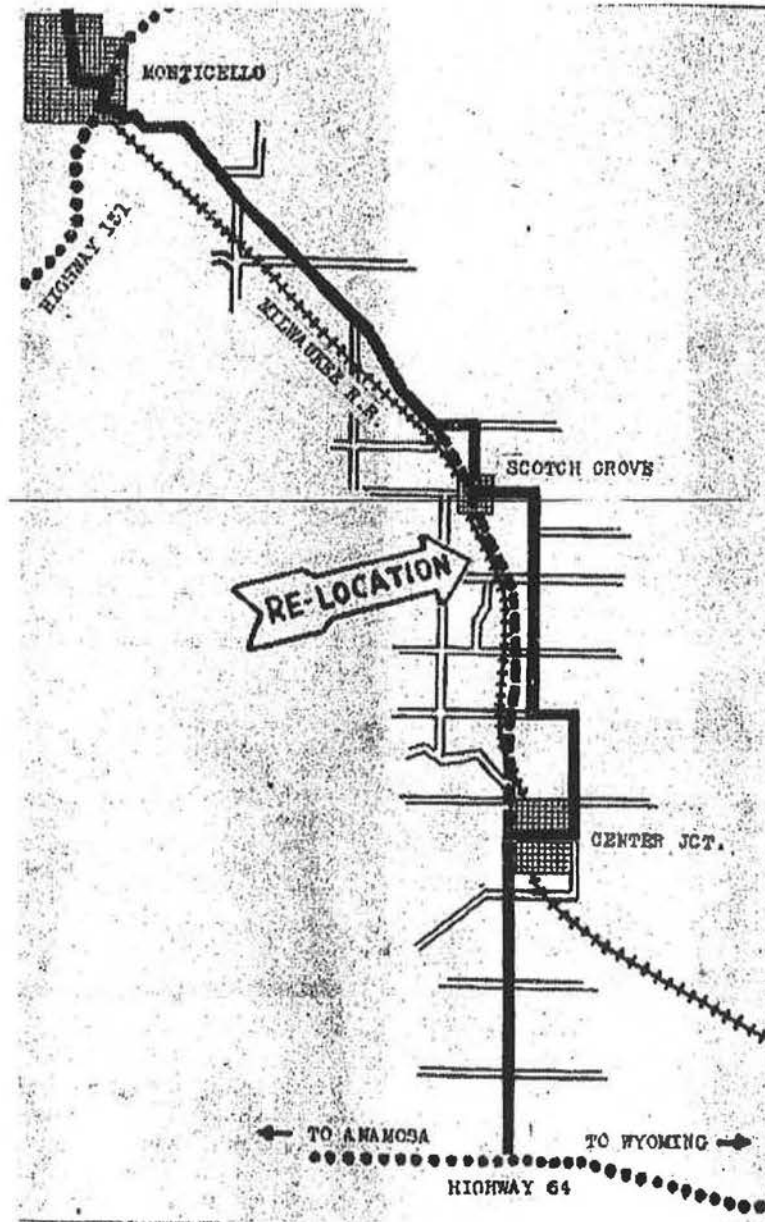 MONTICELLO
HIGHWAY 151
MILWAUKEE R.R.
SCOTCH GROVE
RE-LOCATION
CENTER JCT.
TO ANAMOSA
TO WYOMING
HIGHWAY 64